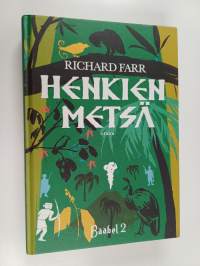 RICHARD FARR
HENKIEN
METSÄ
Baabel 2